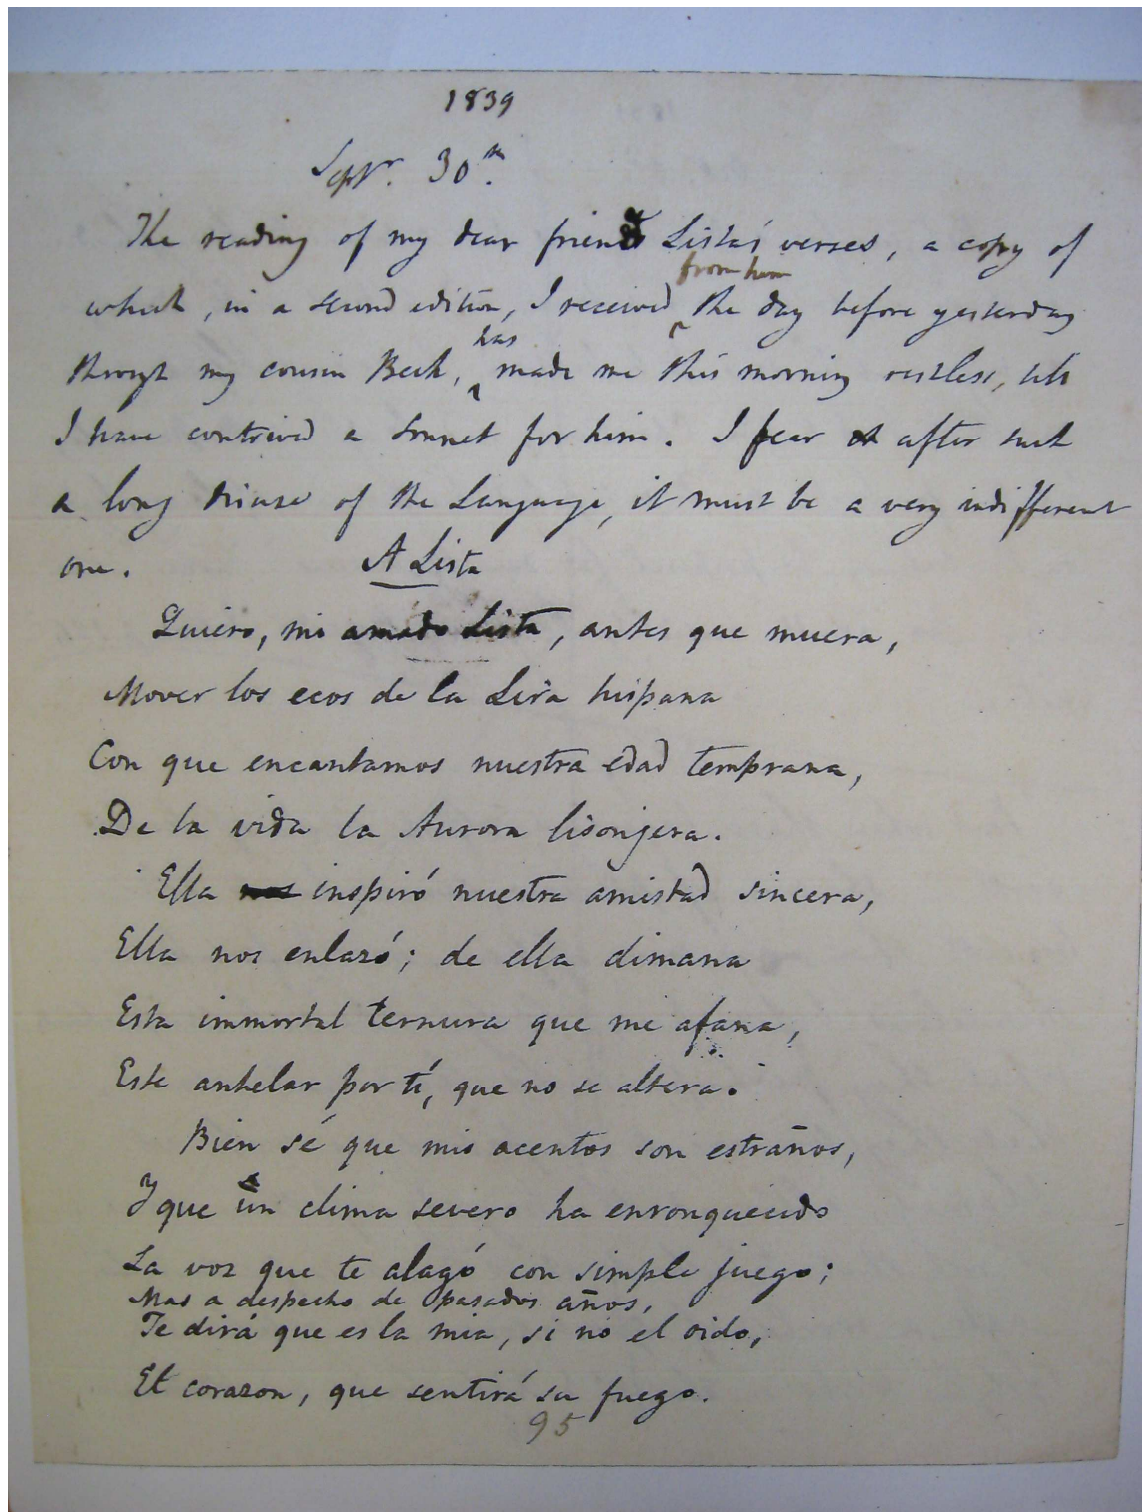 1839
Septr. 30th.
The reading of my dear friend Lista's verses, a copy of
which, in a second edition, I received from him the day before yesterday
through my cousin Beck, has made me this morning restless, till
I have contrived a sonnet for him. I fear after such
a long disuse of the Language, it must be a very indifferent
one.
A Lista
Quiero, mi amado Lista, antes que muera,
Mover los ecos de la Lira hispana
Con que encantamos nuestra edad temprana,
De la vida la Aurora lisonjera.
Ella nos inspiró nuestra amistad sincera,
Ella nos enlazó; de ella dimana
Esta immortal ternura que me afana,
Este anhelar por tí, que no se altera.
Bien sé que mis acentos son estraños,
Y que un clima severo ha enronquecido
La voz que te alagó con simple juego;
Mas a despecho de pasados años,
Te dirá que es la mia, si no el oido,
El corazon, que sentirá su fuego.
95